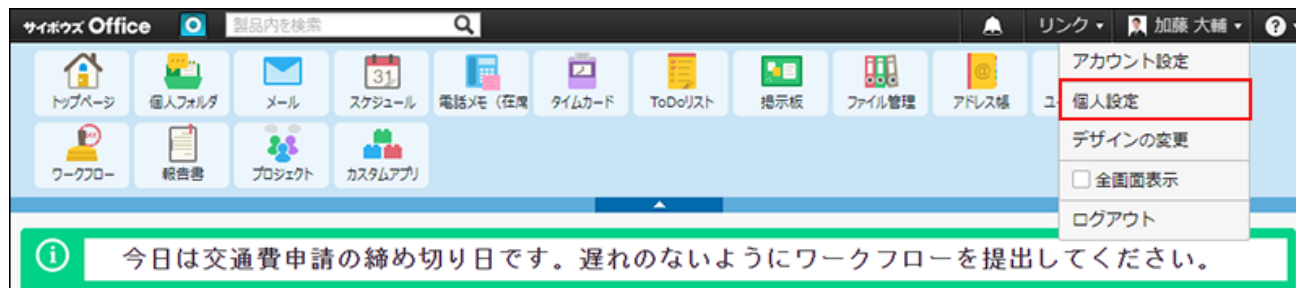 サイボウズ Office 製品内を検索 リンク 加藤 大輔
トップページ 個人フォルダ メール スケジュール 電話メモ（在席 タイムカード ToDoリスト 掲示板 ファイル管理 アドレス帳 ユー
ワークフロー 報告書 プロジェクト カスタムアプリ
アカウント設定
個人設定
デザインの変更
全画面表示
ログアウト
今日は交通費申請の締め切り日です。遅れのないようにワークフローを提出してください。